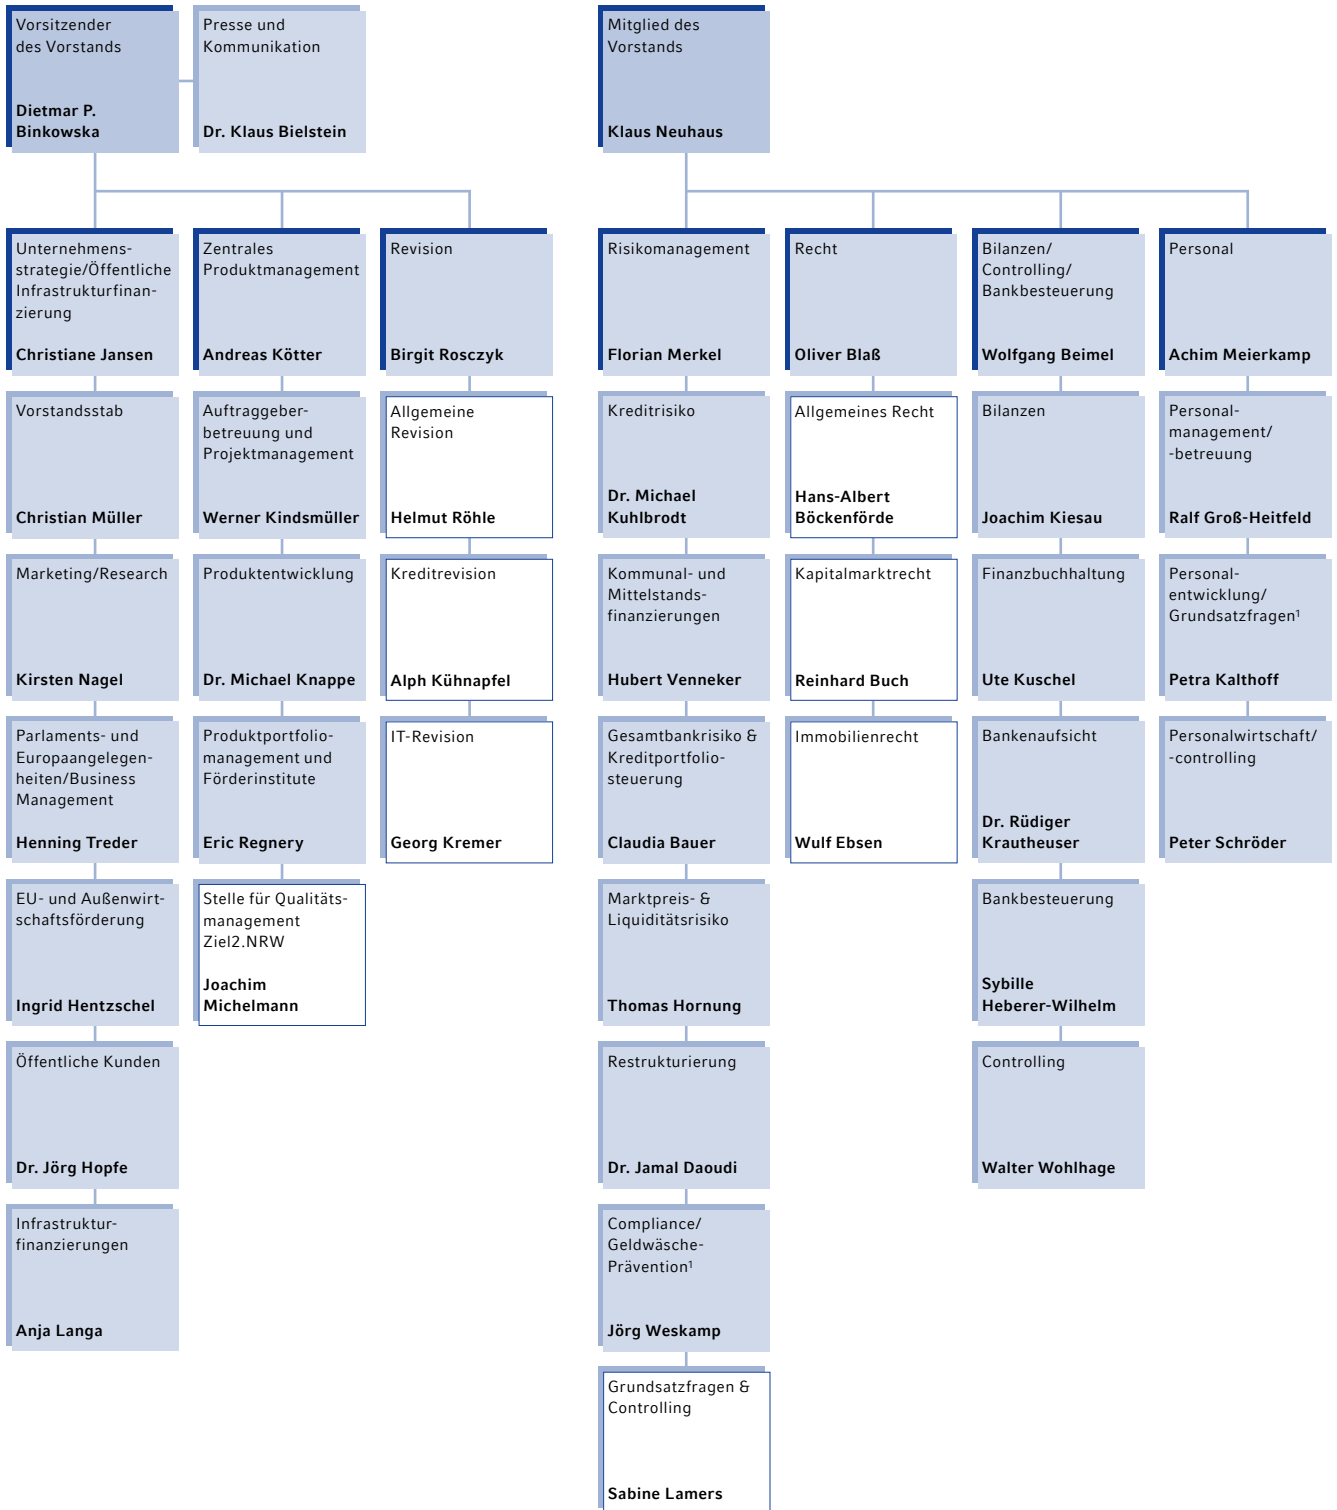 Vorsitzender
des Vorstands
Dietmar P.
Binkowska
Presse und
Kommunikation
Dr. Klaus Bielstein
Mitglied des
Vorstands
Klaus Neuhaus
Unternehmens-
strategie/Öffentliche
Infrastrukturfinan-
zierung
Christiane Jansen
Zentrales
Produktmanagement
Andreas Kötter
Revision
Birgit Rosczyk
Risikomanagement
Florian Merkel
Recht
Oliver Blaß
Bilanzen/
Controlling/
Bankbesteuerung
Wolfgang Beimel
Personal
Achim Meierkamp
Vorstandsstab
Christian Müller
Auftraggeber-
betreuung und
Projektmanagement
Werner Kindsmüller
Allgemeine
Revision
Helmut Röhle
Kreditrisiko
Dr. Michael
Kuhlbrodt
Allgemeines Recht
Hans-Albert
Böckenförde
Bilanzen
Joachim Kiesau
Personal-
management/
-betreuung
Ralf Groß-Heitfeld
Marketing/Research
Kirsten Nagel
Produktentwicklung
Dr. Michael Knappe
Kreditrevision
Alph Kühnapfel
Kommunal- und
Mittelstands-
finanzierungen
Hubert Venneker
Kapitalmarktrecht
Reinhard Buch
Finanzbuchhaltung
Ute Kuschel
Personal-
entwicklung/
Grundsatzfragen¹
Petra Kalthoff
Parlaments- und
Europaangelegen-
heiten/Business
Management
Henning Treder
Produktportfolio-
management und
Förderinstitute
Eric Regnery
IT-Revision
Georg Kremer
Gesamtbankrisiko &
Kreditportfolio-
steuerung
Claudia Bauer
Immobilienrecht
Wulf Ebsen
Bankenaufsicht
Dr. Rüdiger
Krautheuser
Personalwirtschaft/
-controlling
Peter Schröder
EU- und Außenwirt-
schaftsförderung
Ingrid Hentzschel
Stelle für Qualitäts-
management
Ziel2.NRW
Joachim
Michelmann
Marktpreis- &
Liquiditätsrisiko
Thomas Hornung
Bankbesteuerung
Sybille
Heberer-Wilhelm
Öffentliche Kunden
Dr. Jörg Hopfe
Restrukturierung
Dr. Jamal Daoudi
Controlling
Walter Wohlhage
Infrastruktur-
finanzierungen
Anja Langa
Compliance/
Geldwäsche-
Prävention¹
Jörg Weskamp
Grundsatzfragen &
Controlling
Sabine Lamers